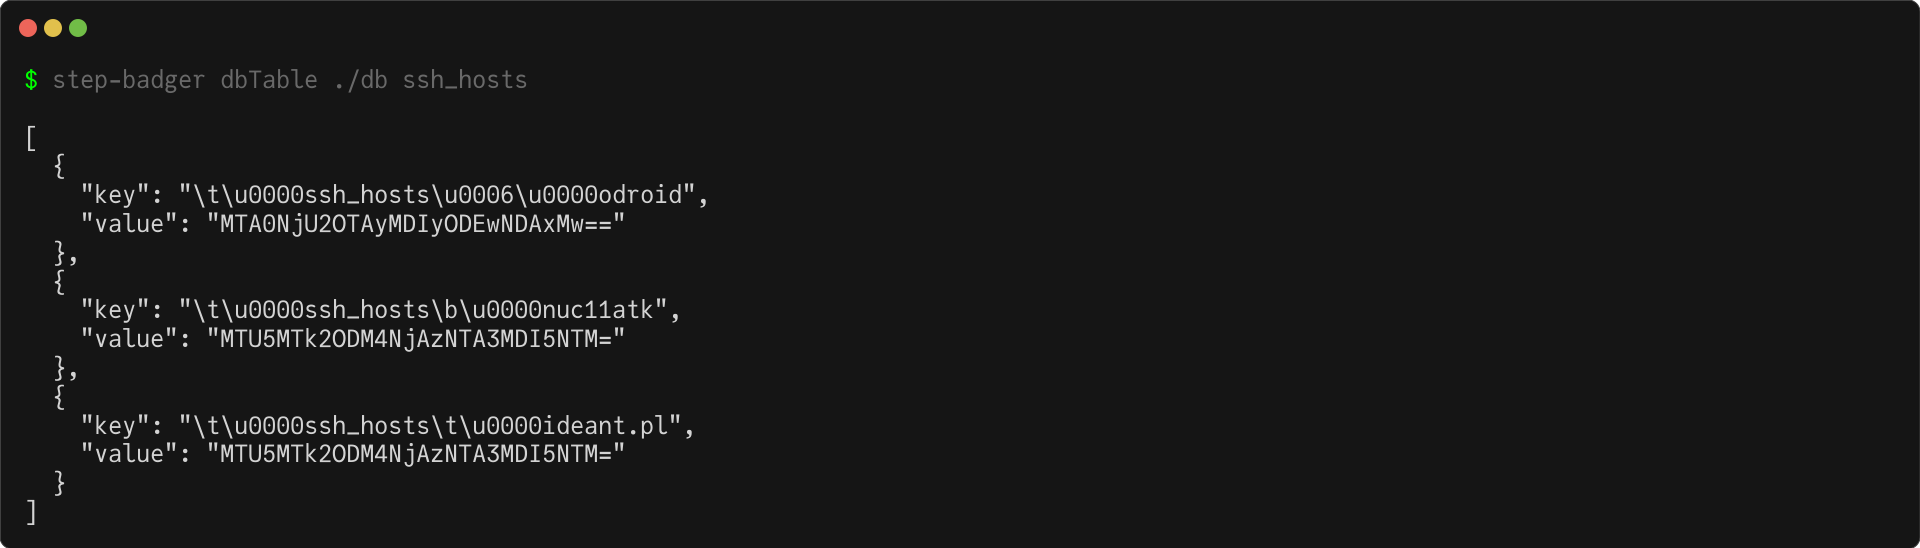 $ step-badger dbTable ./db ssh_hosts
[
  {
    "key": "\t\u0000ssh_hosts\u0006\u0000odroid",
    "value": "MTA0NjU2OTAyMDIyODEwNDAxMw=="
  },
  {
    "key": "\t\u0000ssh_hosts\b\u0000nuc11atk",
    "value": "MTU5MTk2ODM4NjAzNTA3MDI5NTM="
  },
  {
    "key": "\t\u0000ssh_hosts\t\u0000ideant.pl",
    "value": "MTU5MTk2ODM4NjAzNTA3MDI5NTM="
  }
]